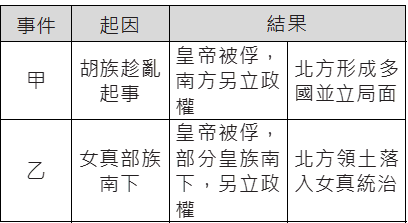 事件
起因
結果
甲
胡族趁亂
起事
皇帝被俘，
南方另立政
權
北方形成多
國並立局面
乙
女真部族
南下
皇帝被俘，
部分皇族南
下，另立政
權
北方領土落
入女真統治